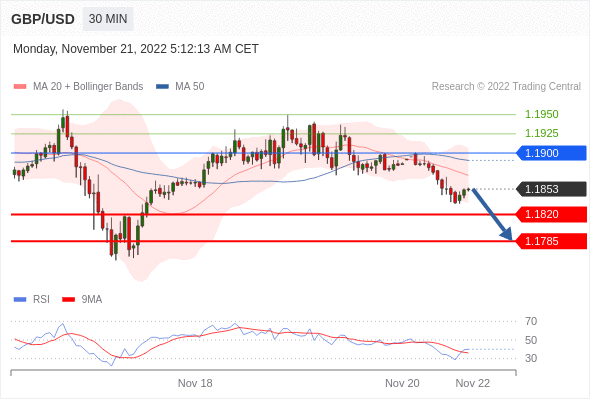 GBP/USD 30 MIN
Monday, November 21, 2022 5:12:13 AM CET
MA 20 + Bollinger Bands MA 50 Research © 2022 Trading Central
1.1950
1.1925
1.1900
1.1853
1.1820
1.1785
RSI 9MA
70
50
30
Nov 18 Nov 20 Nov 22